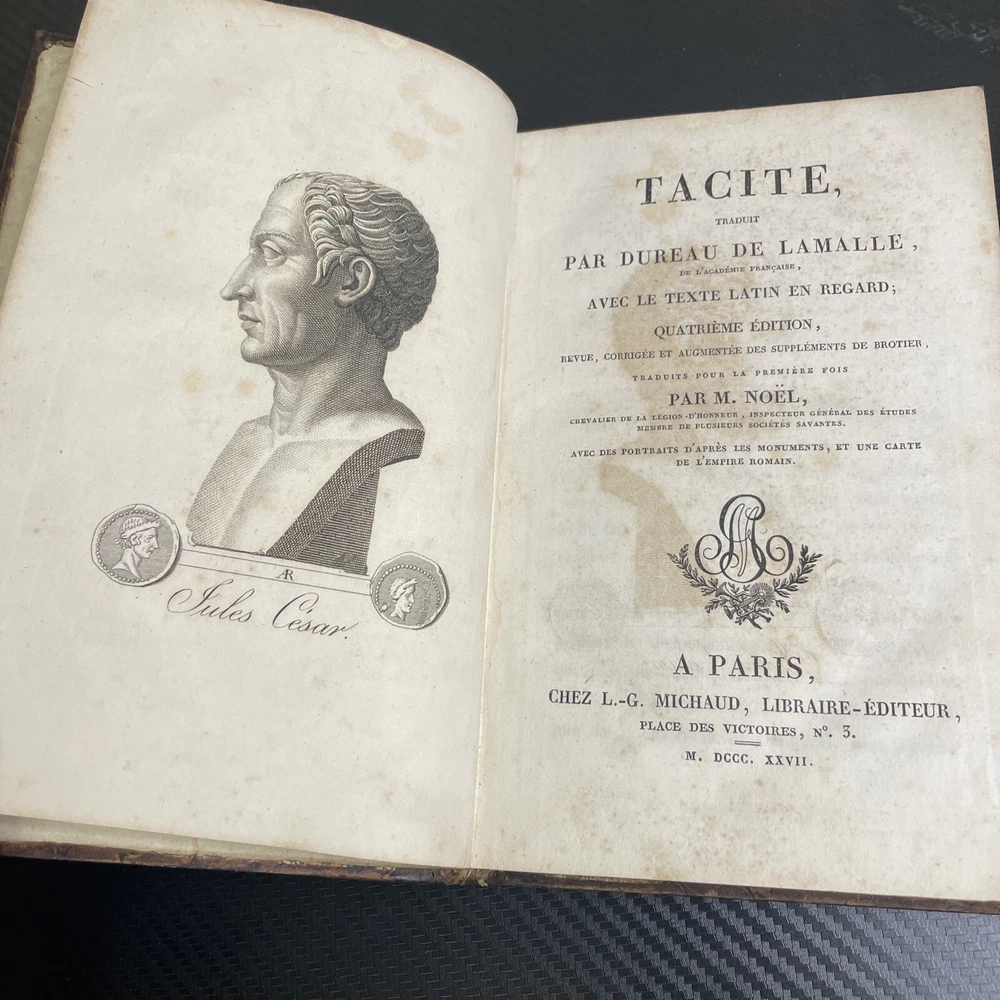 AR
Jules César.
TACITE,
TRADUIT
PAR DUREAU DE LAMALLE,
DE L'ACADÉMIE FRANÇAISE,
AVEC LE TEXTE LATIN EN REGARD;
QUATRIÈME ÉDITION,
REVUE, CORRIGÉE ET AUGMENTÉE DES SUPPLÉMENTS DE BROTIER,
TRADUITS POUR LA PREMIÈRE FOIS
PAR M. NOËL,
CHEVALIER DE LA LÉGION-D'HONNEUR, INSPECTEUR GÉNÉRAL DES ÉTUDES
MEMBRE DE PLUSIEURS SOCIÉTÉS SAVANTES.
AVEC DES PORTRAITS D'APRÈS LES MONUMENTS, ET UNE CARTE
DE L'EMPIRE ROMAIN.
A PARIS,
CHEZ L.-G. MICHAUD, LIBRAIRE-ÉDITEUR,
PLACE DES VICTOIRES, N°. 3.
M. DCCC. XXVII.